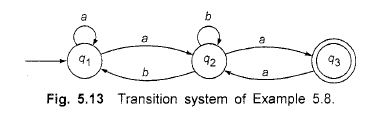 a
b
a
a
q1
q2
q3
b
a
Fig. 5.13 Transition system of Example 5.8.